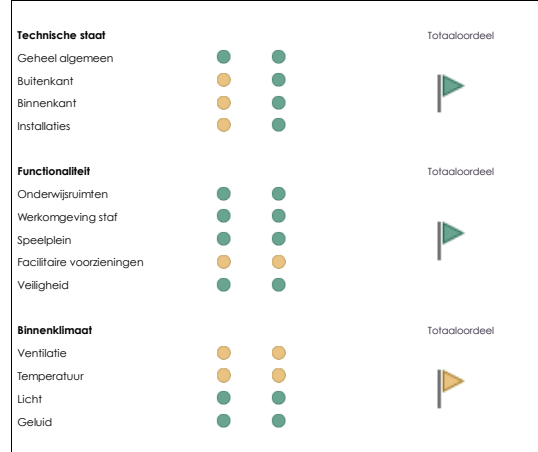 Technische staat Totaaloordeel
Geheel algemeen
Buitenkant
Binnenkant
Installaties
Functionaliteit Totaaloordeel
Onderwijsruimten
Werkomgeving staf
Speelplein
Facilitaire voorzieningen
Veiligheid
Binnenklimaat Totaaloordeel
Ventilatie
Temperatuur
Licht
Geluid